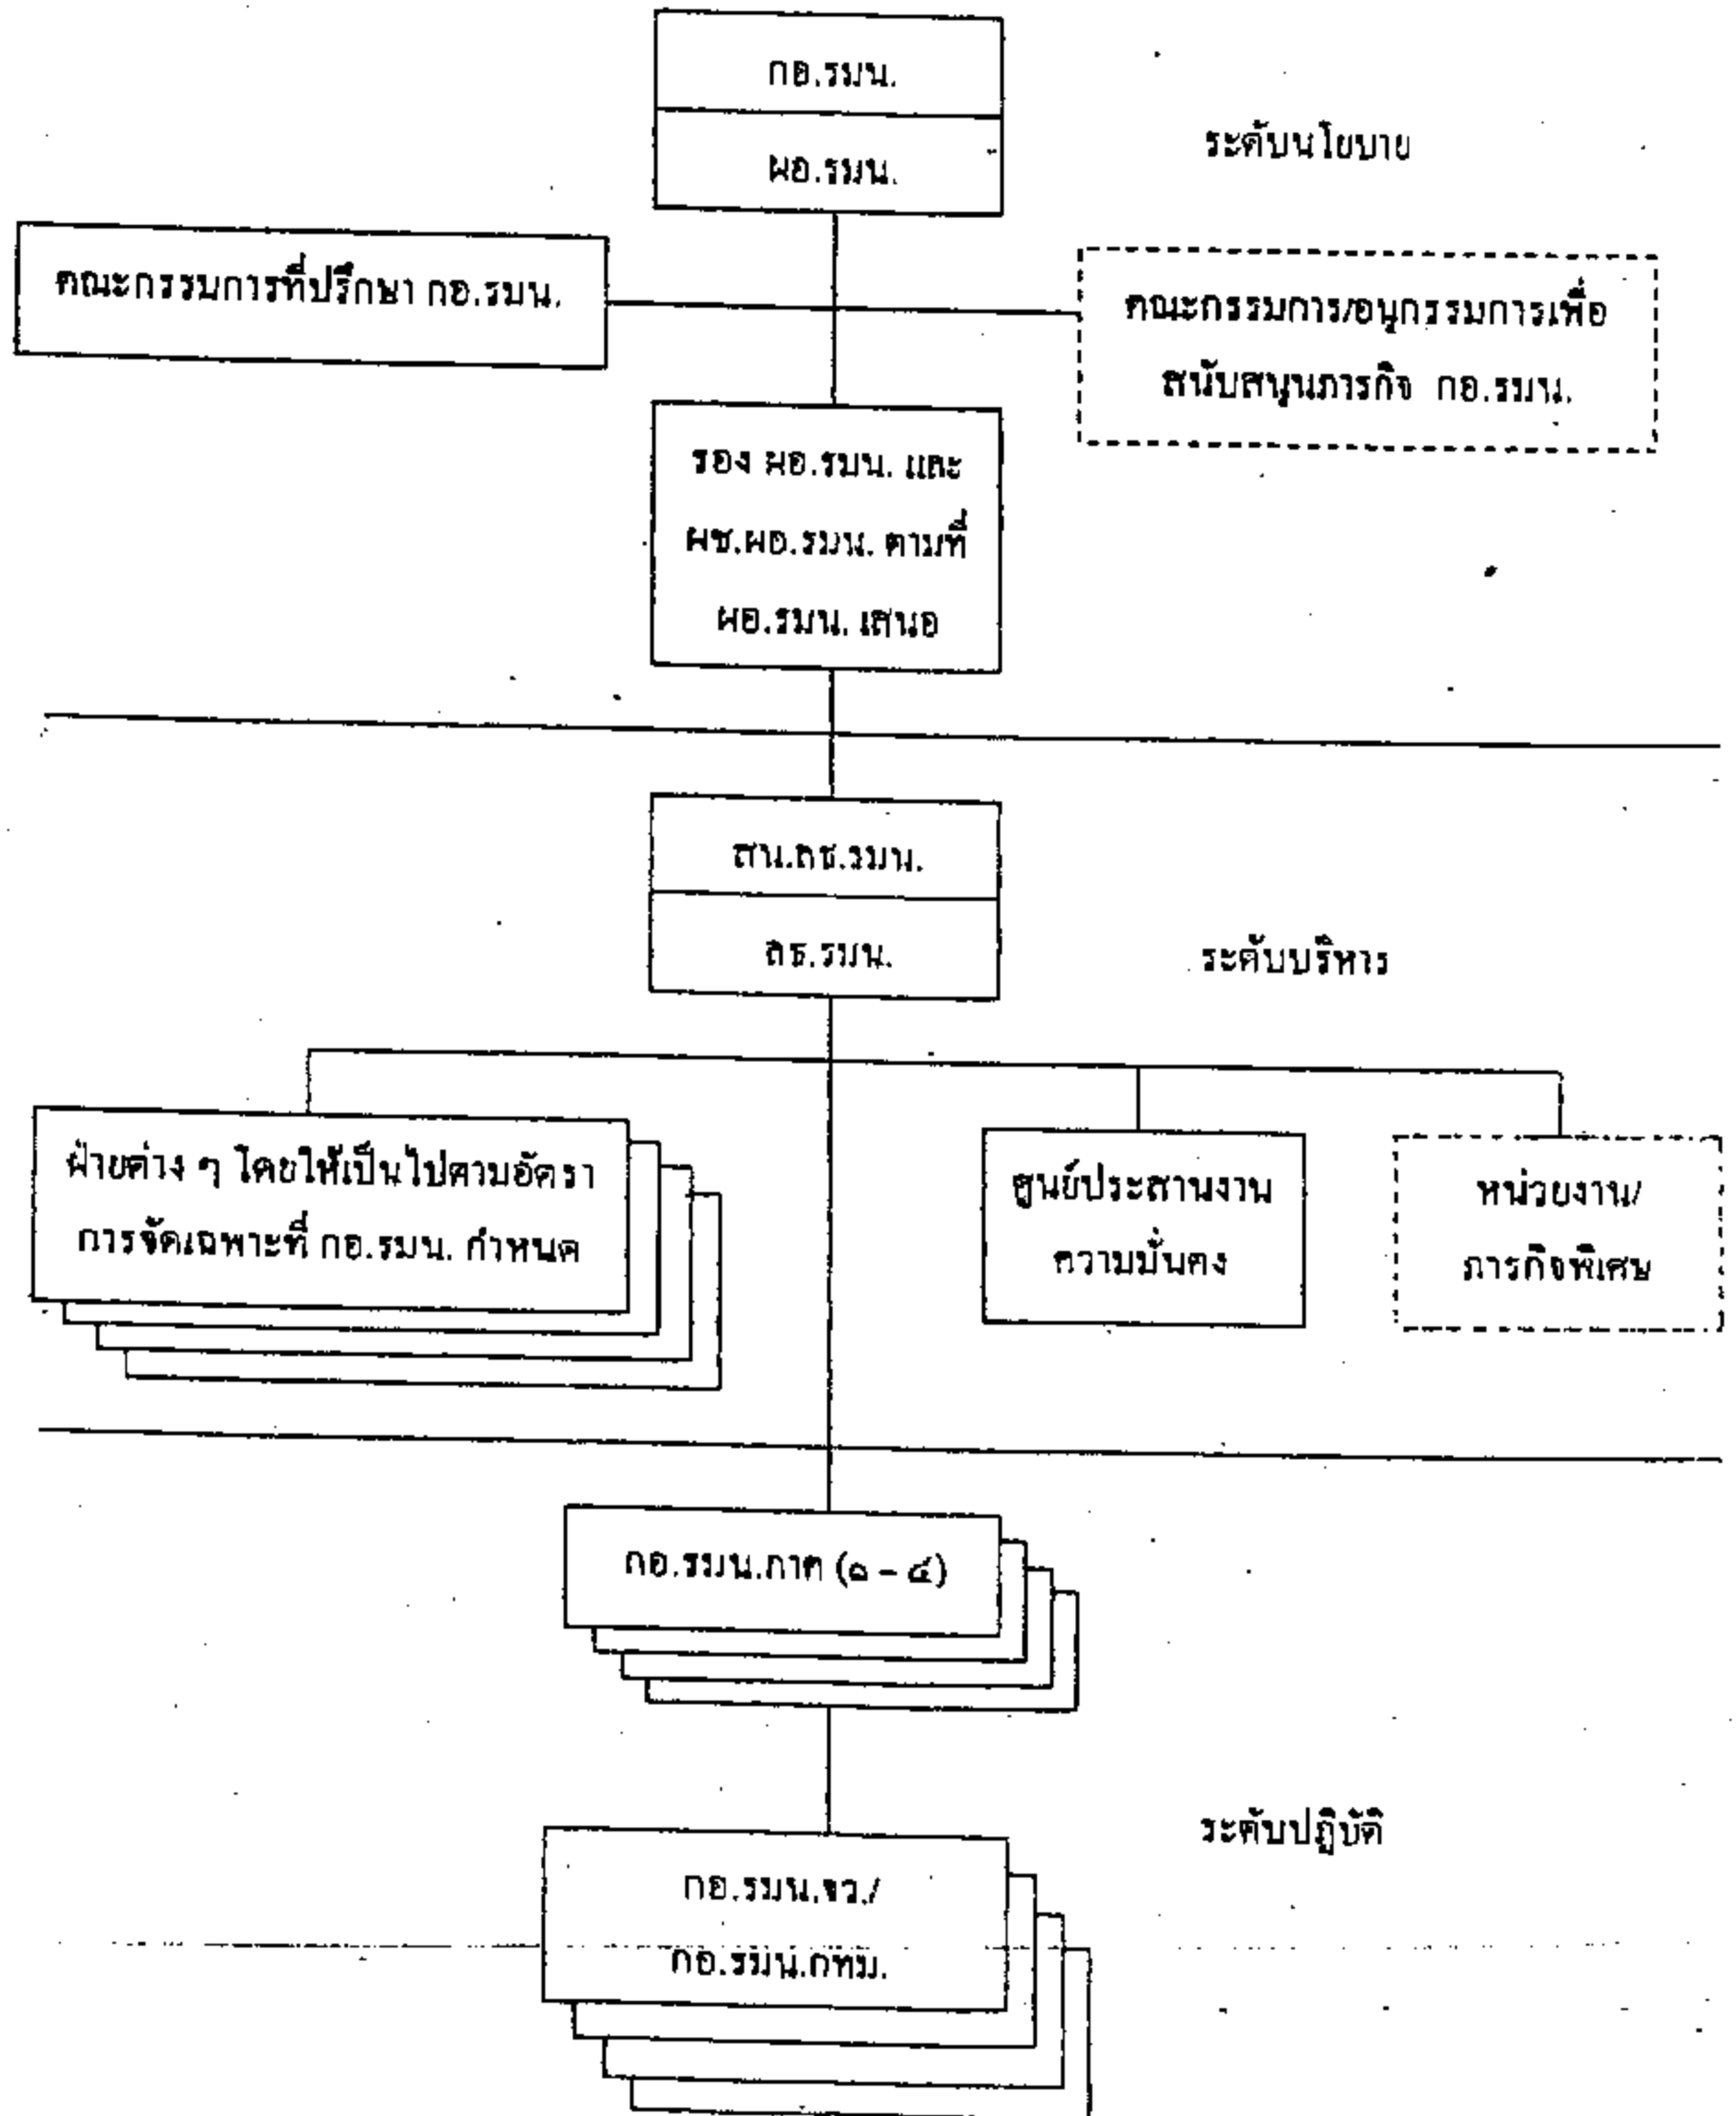 กอ.รมน.
ผอ.รมน.
ระดับนโยบาย
คณะกรรมการที่ปรึกษา กอ.รมน.
คณะกรรมการ/อนุกรรมการเพื่อ
สนับสนุนภารกิจ กอ.รมน.
รอง ผอ.รมน. และ
ผช.ผอ.รมน. ตามที่
ผอ.รมน. เสนอ
สน.ลธ.รมน.
ลธ.รมน.
ระดับบริหาร
ฝ่ายต่าง ๆ โดยให้เป็นไปตามอัตรา
การจัดเฉพาะที่ กอ.รมน. กำหนด
ศูนย์ประสานงาน
ความมั่นคง
หน่วยงาน/
ภารกิจพิเศษ
กอ.รมน.ภาค (๑ – ๔)
ระดับปฏิบัติ
กอ.รมน.จว./
กอ.รมน.กทม.